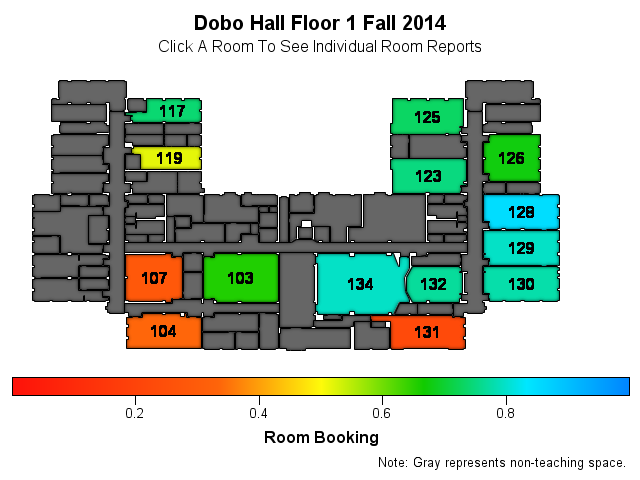 Dobo Hall Floor 1 Fall 2014
Click A Room To See Individual Room Reports
117
125
119
126
123
128
129
107
103
134
132
130
104
131
0.2 0.4 0.6 0.8
Room Booking
Note: Gray represents non-teaching space.